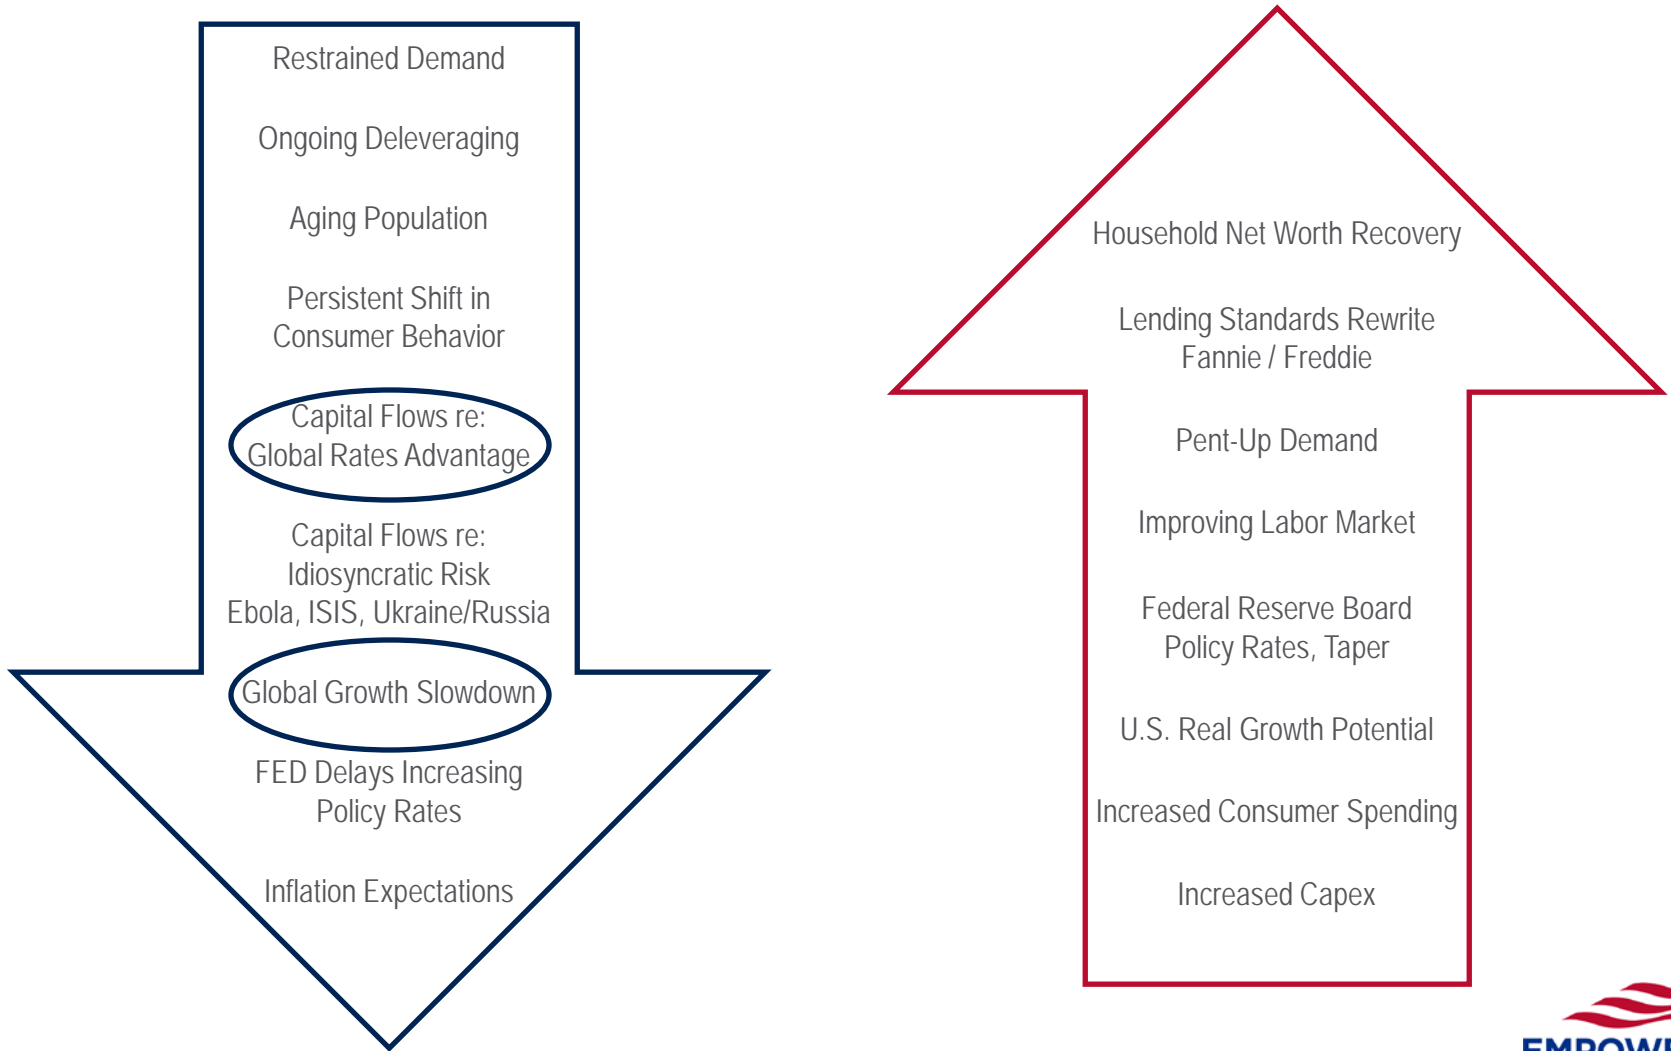 Restrained Demand
Ongoing Deleveraging
Aging Population
Persistent Shift in
Consumer Behavior
Capital Flows re:
Global Rates Advantage
Capital Flows re:
Idiosyncratic Risk
Ebola, ISIS, Ukraine/Russia
Global Growth Slowdown
FED Delays Increasing
Policy Rates
Inflation Expectations
Household Net Worth Recovery
Lending Standards Rewrite
Fannie / Freddie
Pent-Up Demand
Improving Labor Market
Federal Reserve Board
Policy Rates, Taper
U.S. Real Growth Potential
Increased Consumer Spending
Increased Capex